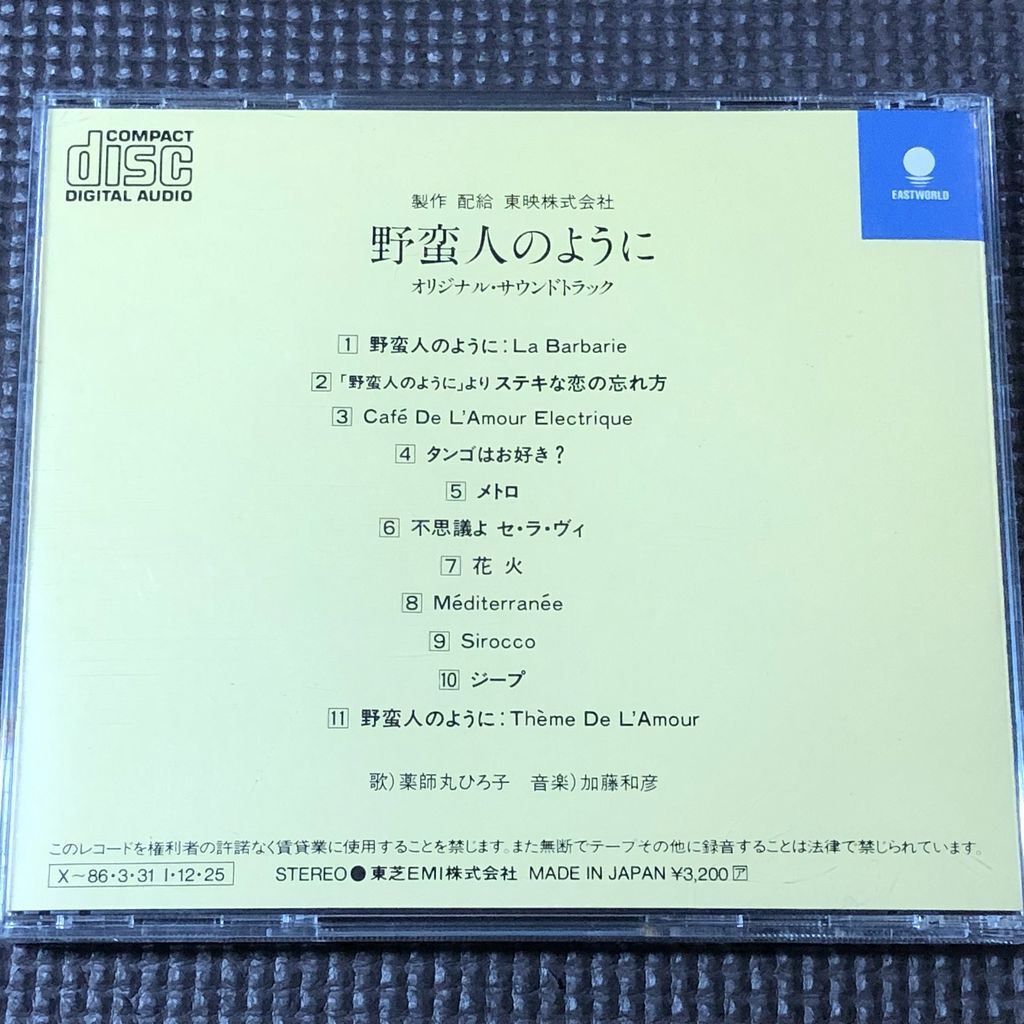 COMPACT
disc
DIGITAL AUDIO
EASTWORLD
製作 配給 東映株式会社
野蛮人のように
オリジナル・サウンドトラック
1 野蛮人のように:La Barbarie
2 「野蛮人のように」より ステキな恋の忘れ方
3 Café De L'Amour Electrique
4 タンゴはお好き?
5 メトロ
6 不思議よ セ・ラ・ヴィ
7 花 火
8 Méditerranée
9 Sirocco
10 ジープ
11 野蛮人のように:Thème De L'Amour
歌)薬師丸ひろ子 音楽)加藤和彦
このレコードを権利者の許諾なく賃貸業に使用することを禁じます。また無断でテープその他に録音することは法律で禁じられています。
X~86・3・31 I・12・25 STEREO●東芝EMI株式会社 MADE IN JAPAN ¥3,200 ア